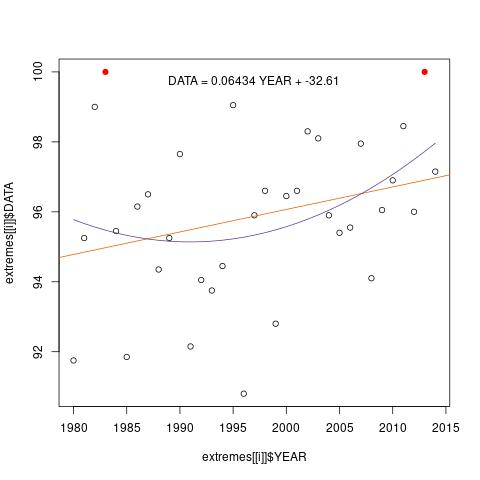 DATA = 0.06434 YEAR + -32.61
100
98
96
94
92
extremes[[i]]$DATA
1980 1985 1990 1995 2000 2005 2010 2015
extremes[[i]]$YEAR